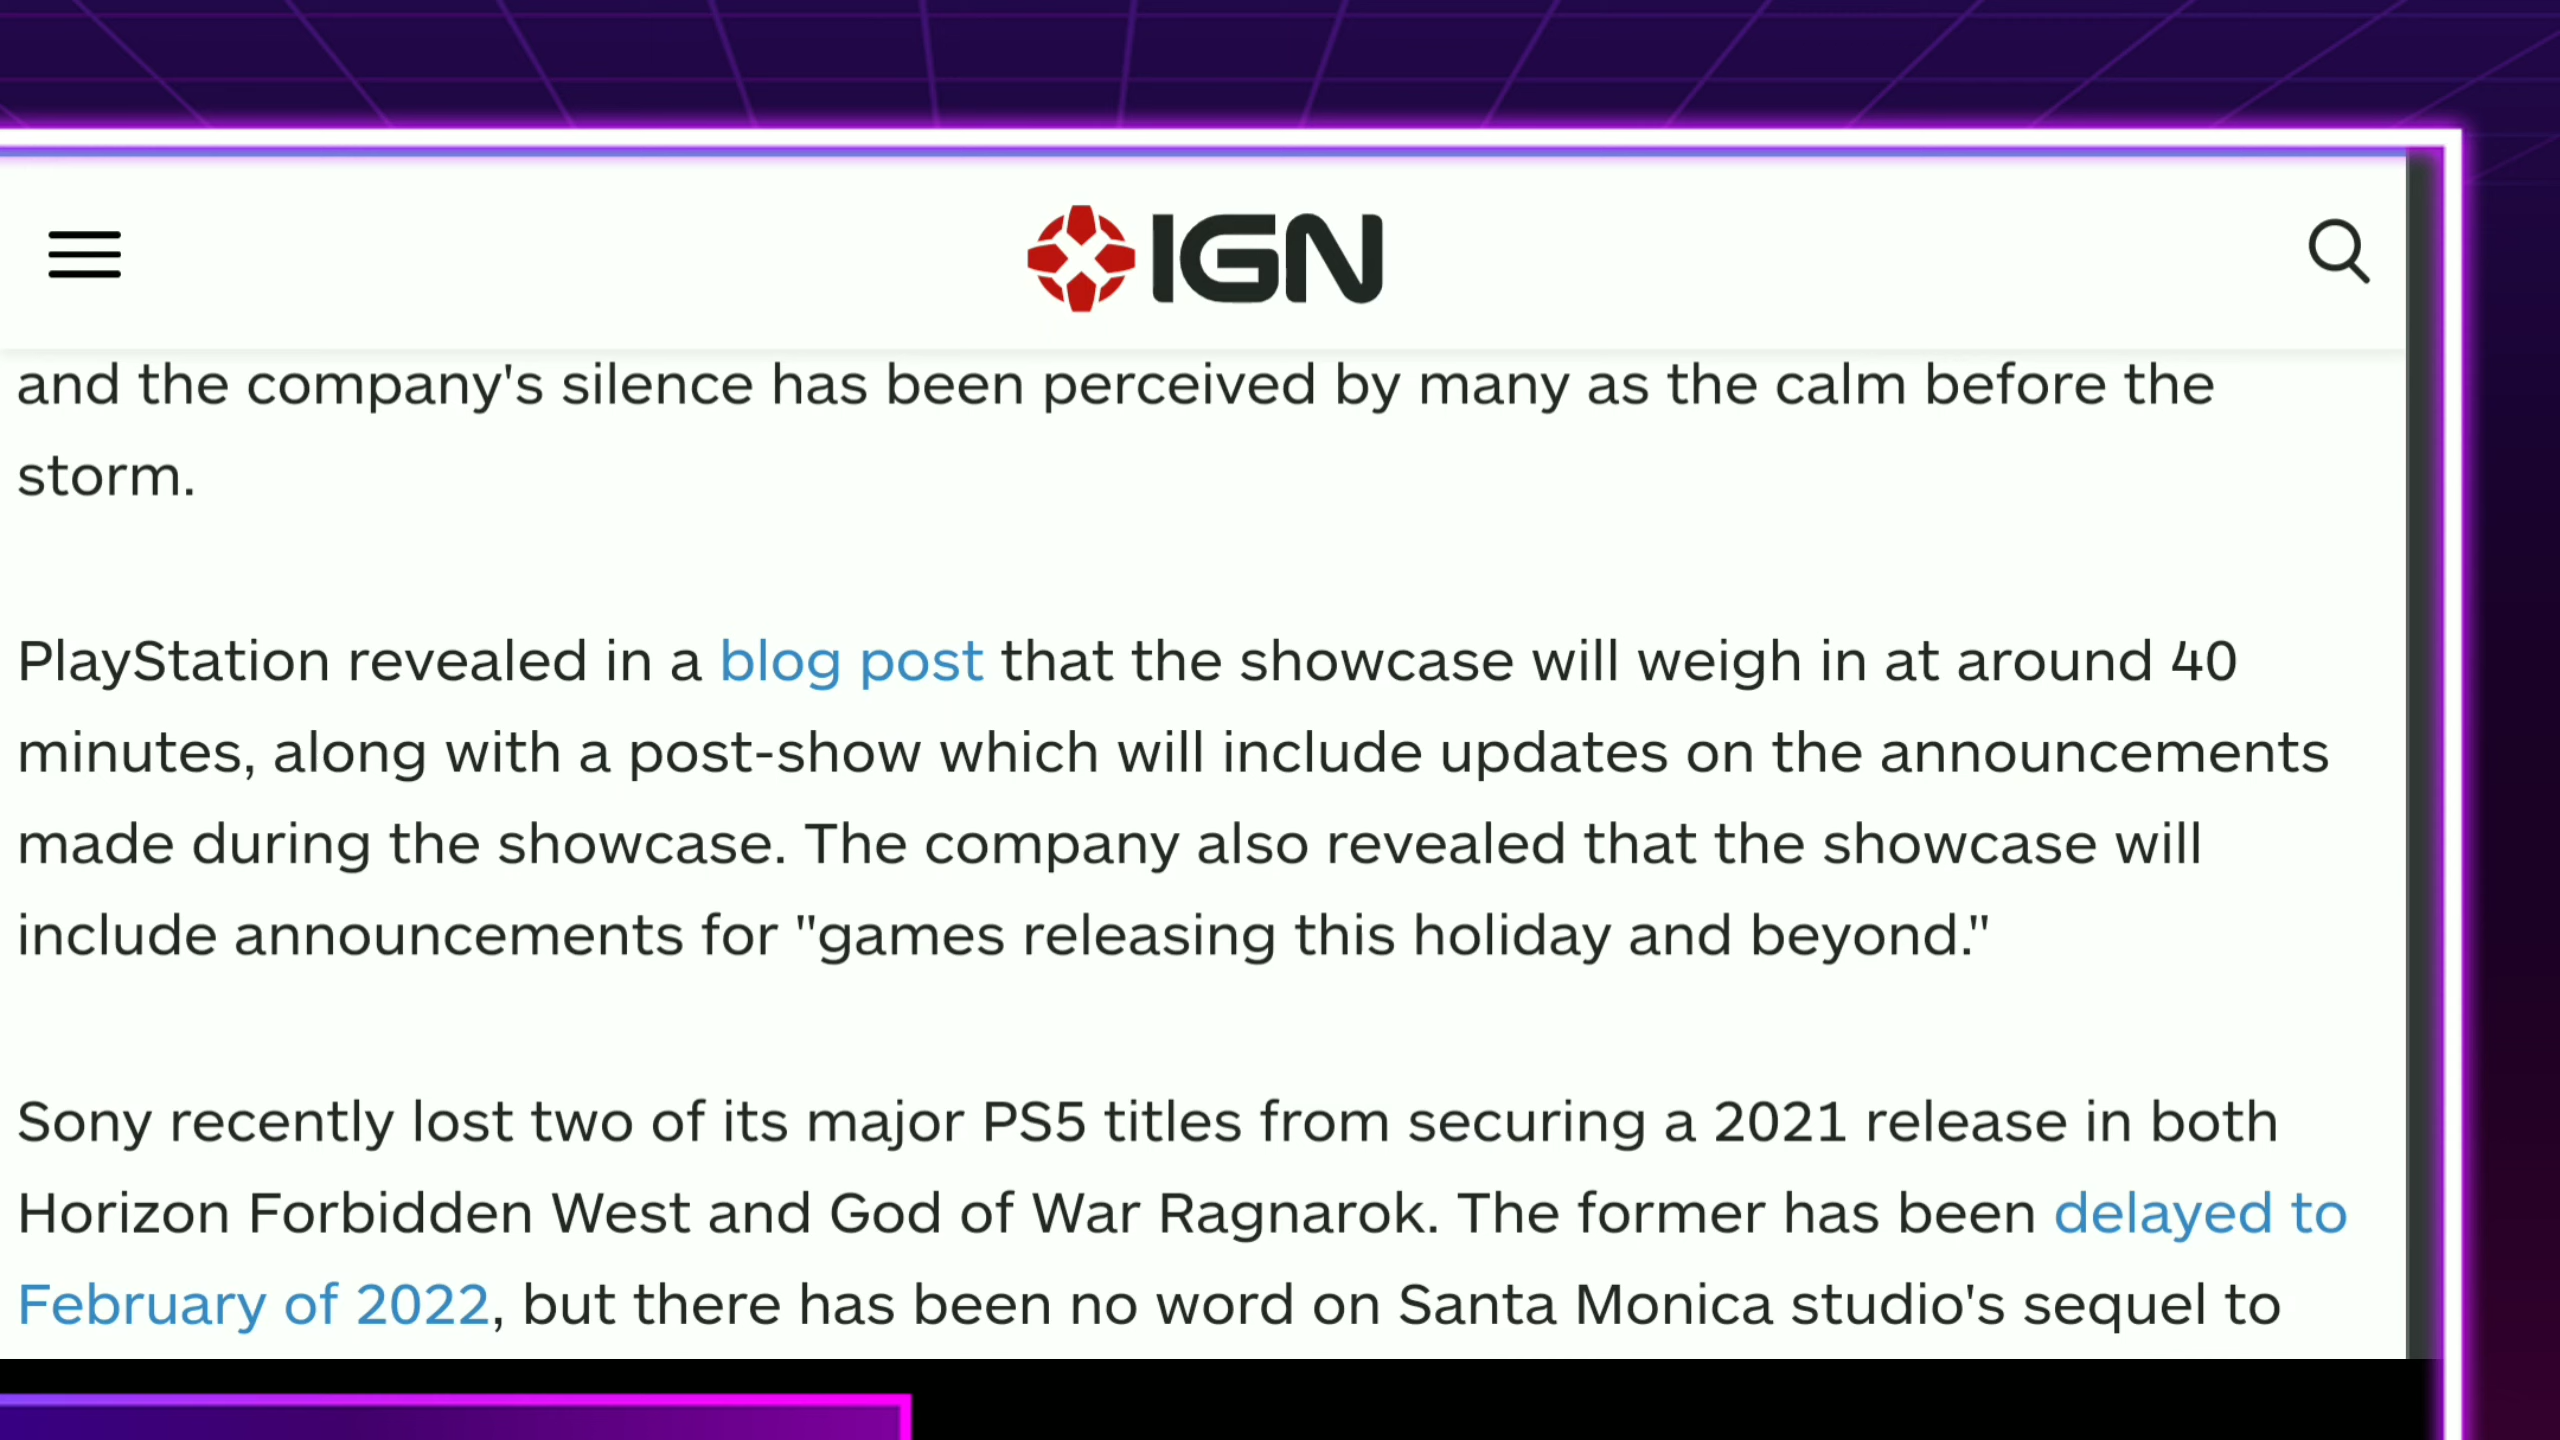 IGN
and the company's silence has been perceived by many as the calm before the
storm.
PlayStation revealed in a blog post that the showcase will weigh in at around 40
minutes, along with a post-show which will include updates on the announcements
made during the showcase. The company also revealed that the showcase will
include announcements for "games releasing this holiday and beyond."
Sony recently lost two of its major PS5 titles from securing a 2021 release in both
Horizon Forbidden West and God of War Ragnarok. The former has been delayed to
February of 2022, but there has been no word on Santa Monica studio's sequel to